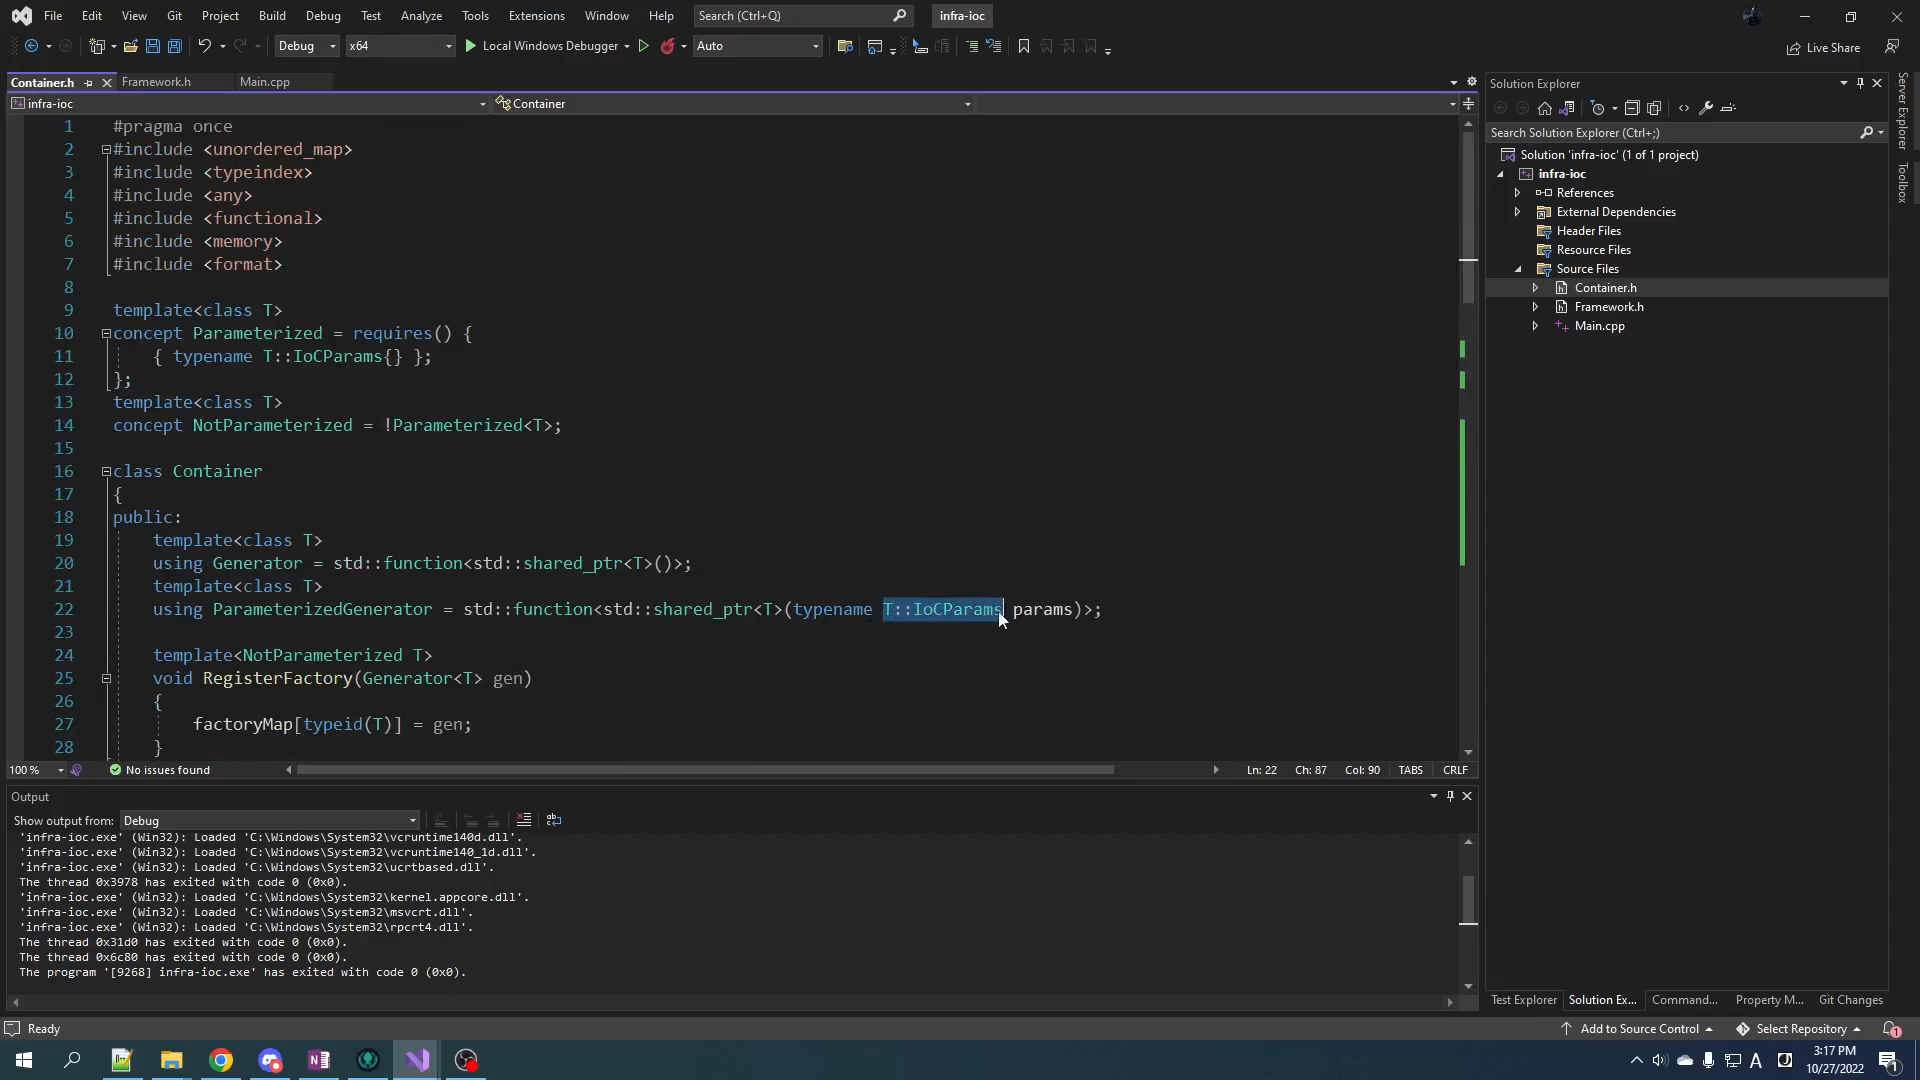 File Edit View Git Project Build Debug Test Analyze Tools Extensions Window Help Search (Ctrl+Q) infra-ioc
Debug x64 Local Windows Debugger Auto Live Share
Container.h Framework.h Main.cpp
infra-ioc Container
1 #pragma once
2 #include <unordered_map>
3 #include <typeindex>
4 #include <any>
5 #include <functional>
6 #include <memory>
7 #include <format>
8
9 template<class T>
10 concept Parameterized = requires() {
11 { typename T::IoCParams{} };
12 };
13 template<class T>
14 concept NotParameterized = !Parameterized<T>;
15
16 class Container
17 {
18 public:
19 template<class T>
20 using Generator = std::function<std::shared_ptr<T>()>;
21 template<class T>
22 using ParameterizedGenerator = std::function<std::shared_ptr<T>(typename T::IoCParams params)>;
23
24 template<NotParameterized T>
25 void RegisterFactory(Generator<T> gen)
26 {
27 factoryMap[typeid(T)] = gen;
28 }
100 % No issues found Ln: 22 Ch: 87 Col: 90 TABS CRLF
Output
Show output from: Debug
'infra-ioc.exe' (Win32): Loaded 'C:\Windows\System32\vcruntime140d.dll'.
'infra-ioc.exe' (Win32): Loaded 'C:\Windows\System32\vcruntime140_1d.dll'.
'infra-ioc.exe' (Win32): Loaded 'C:\Windows\System32\ucrtbased.dll'.
The thread 0x3978 has exited with code 0 (0x0).
'infra-ioc.exe' (Win32): Loaded 'C:\Windows\System32\kernel.appcore.dll'.
'infra-ioc.exe' (Win32): Loaded 'C:\Windows\System32\msvcrt.dll'.
'infra-ioc.exe' (Win32): Loaded 'C:\Windows\System32\rpcrt4.dll'.
The thread 0x31d0 has exited with code 0 (0x0).
The thread 0x6c80 has exited with code 0 (0x0).
The program '[9268] infra-ioc.exe' has exited with code 0 (0x0).
Solution Explorer
Search Solution Explorer (Ctrl+;)
Solution 'infra-ioc' (1 of 1 project)
infra-ioc
References
External Dependencies
Header Files
Resource Files
Source Files
Container.h
Framework.h
Main.cpp
Server Explorer
Toolbox
Test Explorer Solution Ex... Command... Property M... Git Changes
Ready Add to Source Control Select Repository 1
A J 3:17 PM
10/27/2022 1